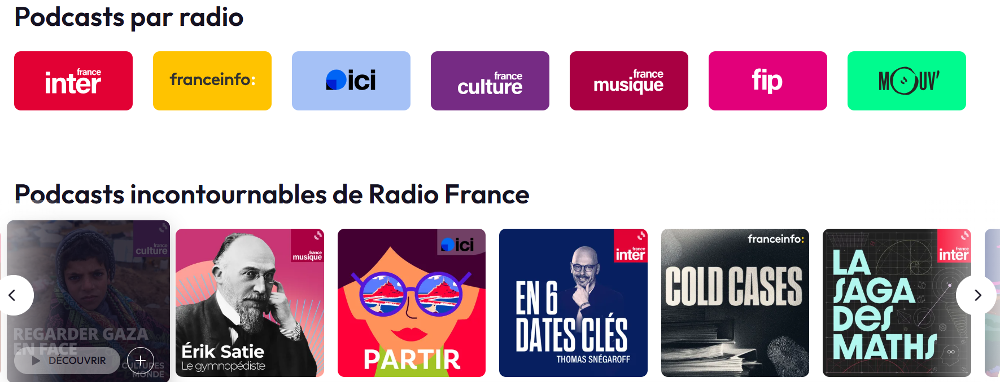 Podcasts par radio
france
inter
franceinfo:
ici
france
culture
france
musique
fip
MOUV'
Podcasts incontournables de Radio France
france
culture
REGARDER GAZA
EN FACE
DÉCOUVRIR
CULTURES
MONDE
france
musique
Érik Satie
Le gymnopédiste
ici
PARTIR
france
inter
EN 6
DATES CLÉS
THOMAS SNÉGAROFF
franceinfo:
COLD CASES
france
inter
LA
SAGA
DES
MATHS